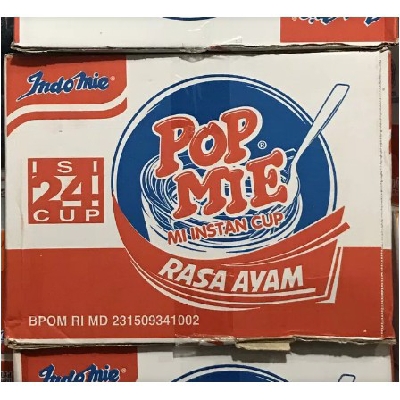 Indomie
POP
MIE®
MI INSTAN CUP
ISI
24!
CUP
RASA AYAM
BPOM RI MD 231509341002
Indomie